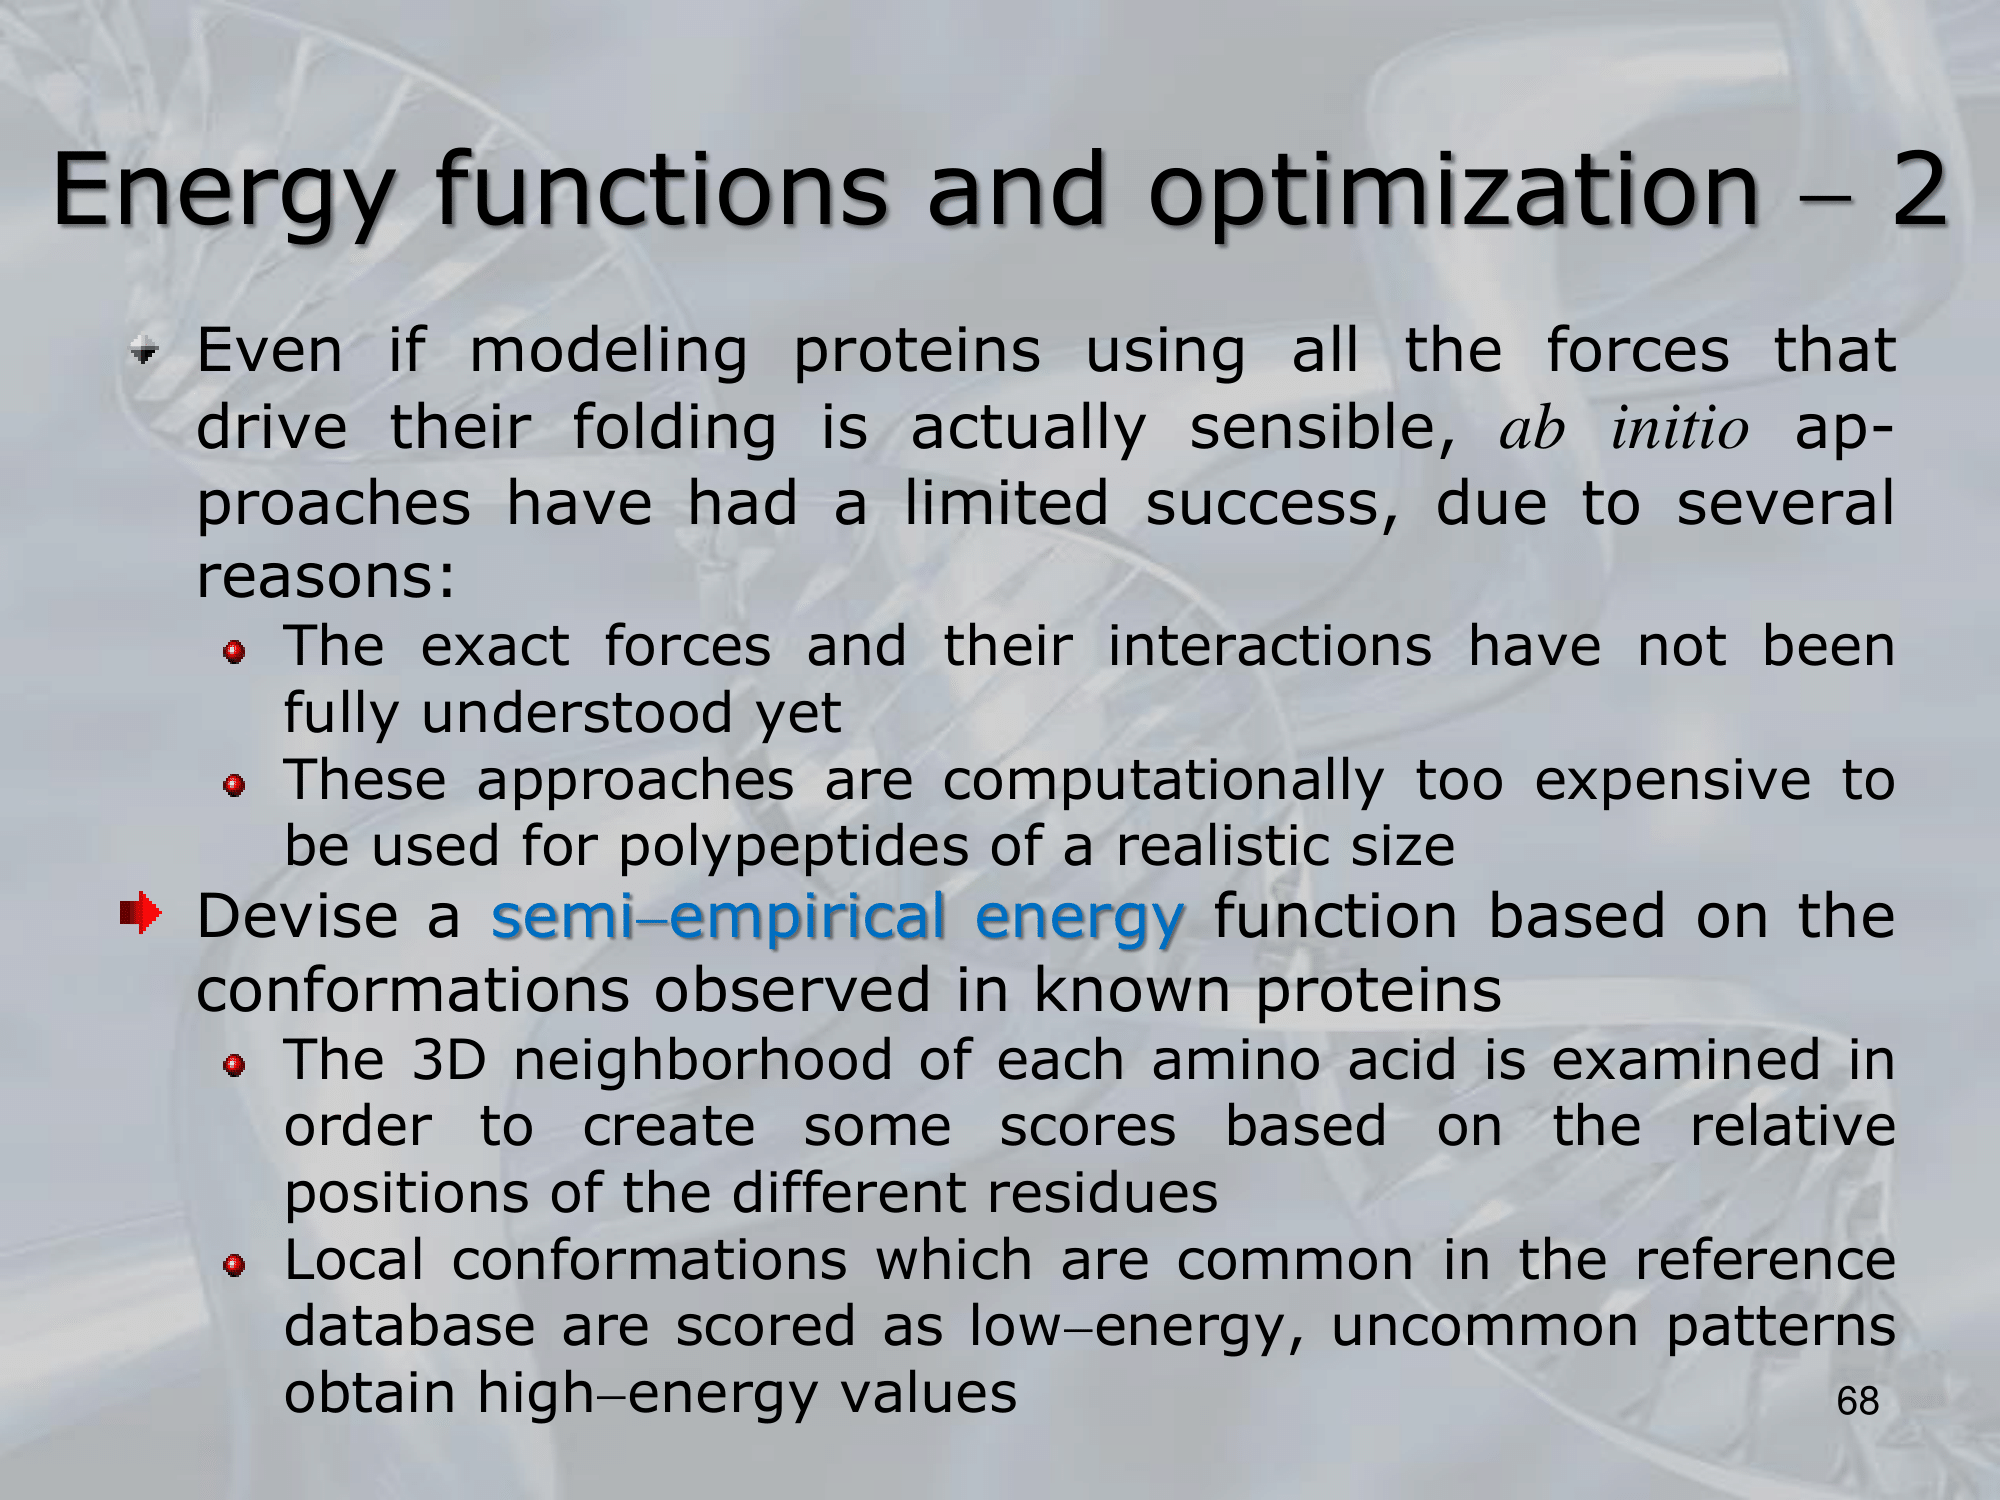 Energy functions and optimization – 2
Even if modeling proteins using all the forces that
drive their folding is actually sensible, ab initio ap-
proaches have had a limited success, due to several
reasons:
The exact forces and their interactions have not been
fully understood yet
These approaches are computationally too expensive to
be used for polypeptides of a realistic size
Devise a semi–empirical energy function based on the
conformations observed in known proteins
The 3D neighborhood of each amino acid is examined in
order to create some scores based on the relative
positions of the different residues
Local conformations which are common in the reference
database are scored as low–energy, uncommon patterns
obtain high–energy values
68